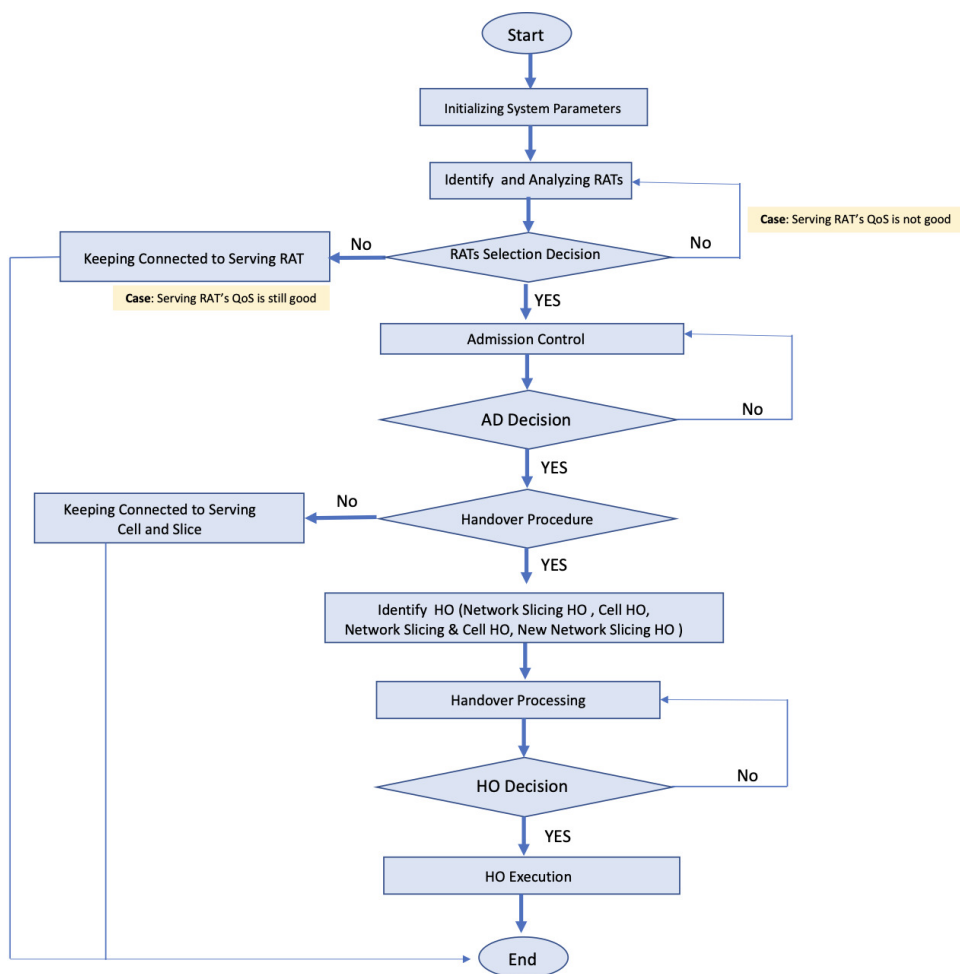 Start
Initializing System Parameters
Identify and Analyzing RATs
Case: Serving RAT's QoS is not good
No
No
Keeping Connected to Serving RAT
RATs Selection Decision
Case: Serving RAT's QoS is still good
YES
Admission Control
AD Decision
No
YES
No
Keeping Connected to Serving
Cell and Slice
Handover Procedure
YES
Identify HO (Network Slicing HO , Cell HO,
Network Slicing & Cell HO, New Network Slicing HO )
Handover Processing
HO Decision
No
YES
HO Execution
End